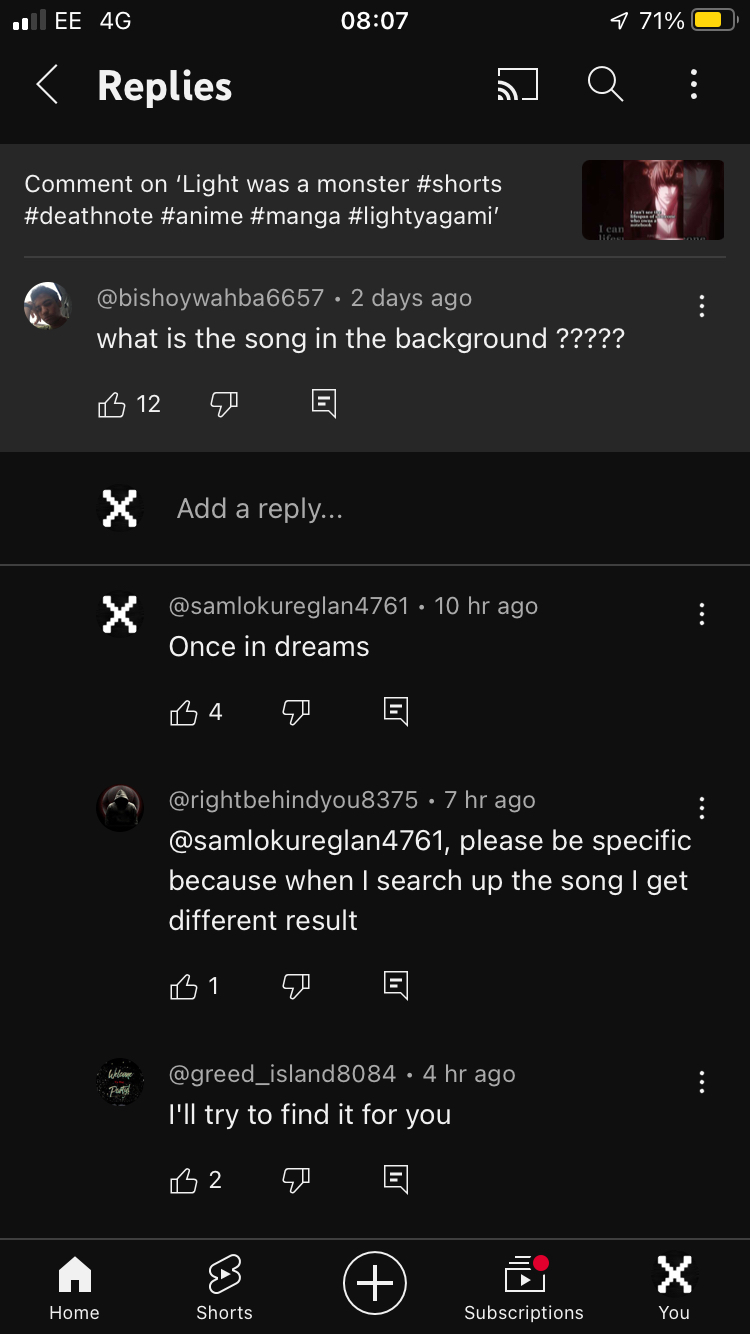 EE 4G 08:07 71%
Replies
Comment on ‘Light was a monster #shorts
#deathnote #anime #manga #lightyagami’
@bishoywahba6657 • 2 days ago
what is the song in the background ?????
12
Add a reply...
@samlokureglan4761 • 10 hr ago
Once in dreams
4
@rightbehindyou8375 • 7 hr ago
@samlokureglan4761, please be specific
because when I search up the song I get
different result
1
Welcome
@greed_island8084 • 4 hr ago
I'll try to find it for you
2
Home Shorts Subscriptions You